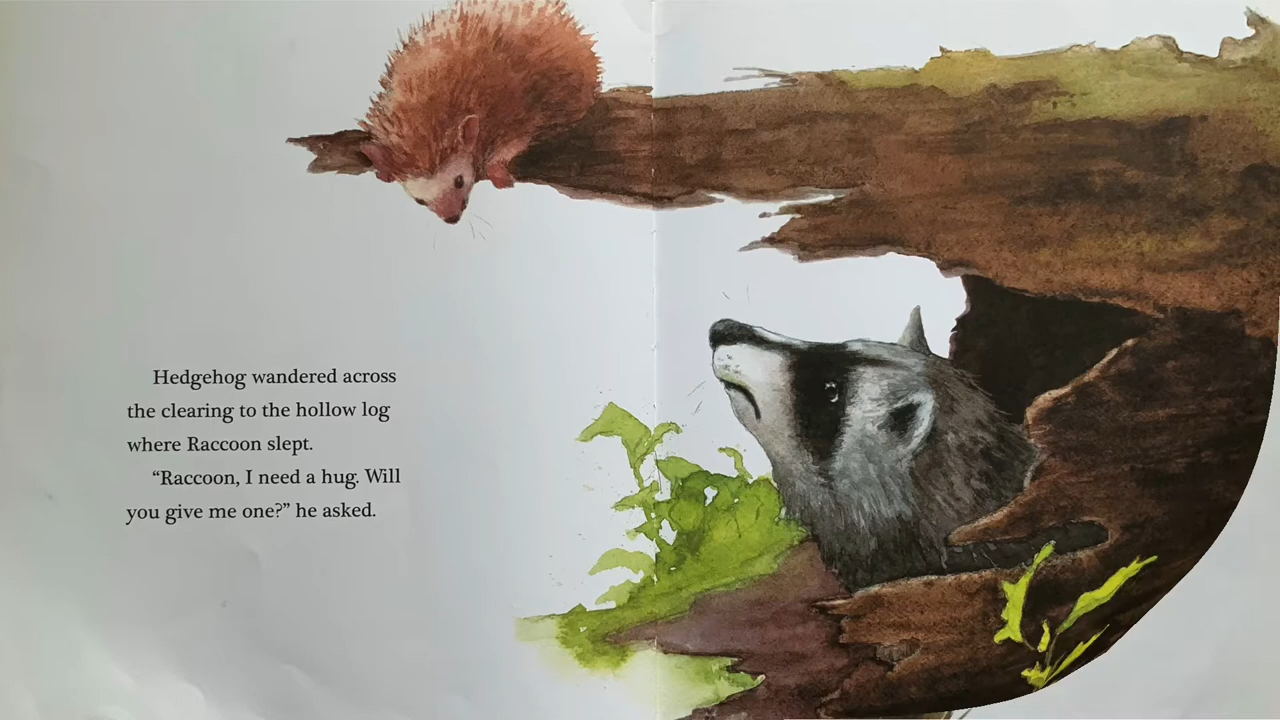 Hedgehog wandered across
the clearing to the hollow log
where Raccoon slept.
“Raccoon, I need a hug. Will
you give me one?” he asked.